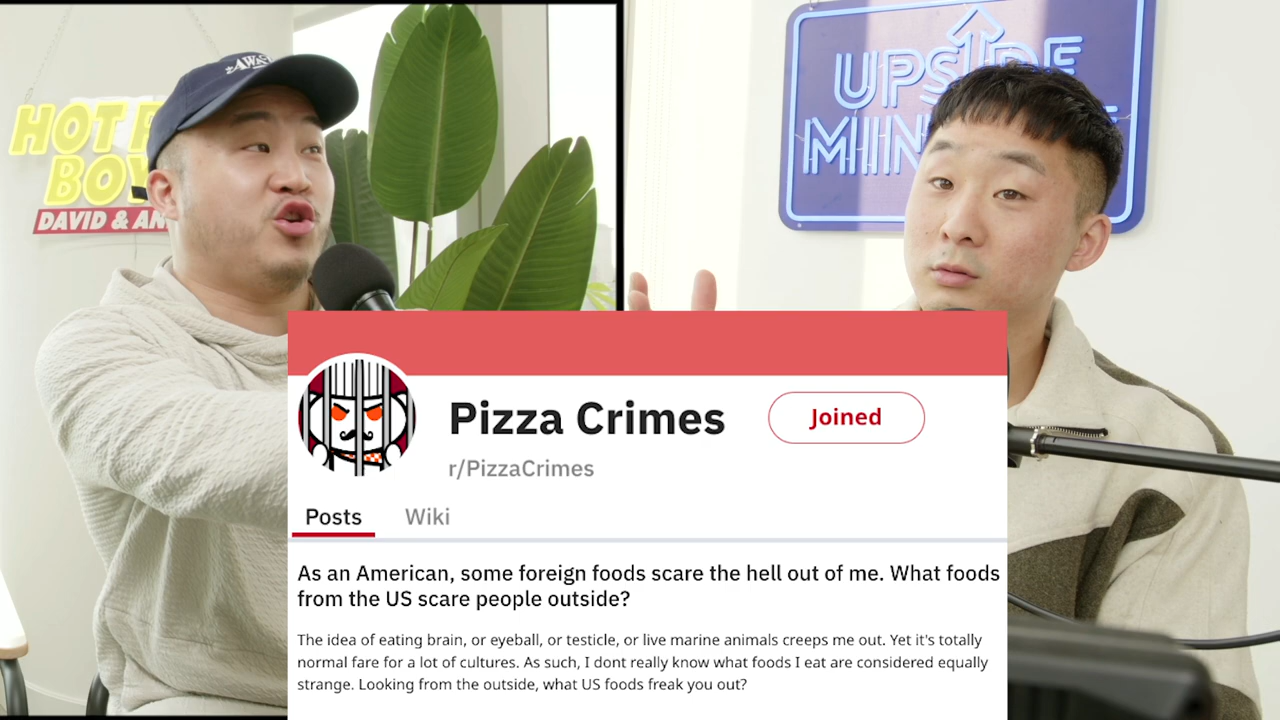 HOT
BOY
DAVID & AN
UPSIDE
MIN
Pizza Crimes
Joined
r/PizzaCrimes
Posts
Wiki
As an American, some foreign foods scare the hell out of me. What foods
from the US scare people outside?
The idea of eating brain, or eyeball, or testicle, or live marine animals creeps me out. Yet it's totally
normal fare for a lot of cultures. As such, I dont really know what foods I eat are considered equally
strange. Looking from the outside, what US foods freak you out?